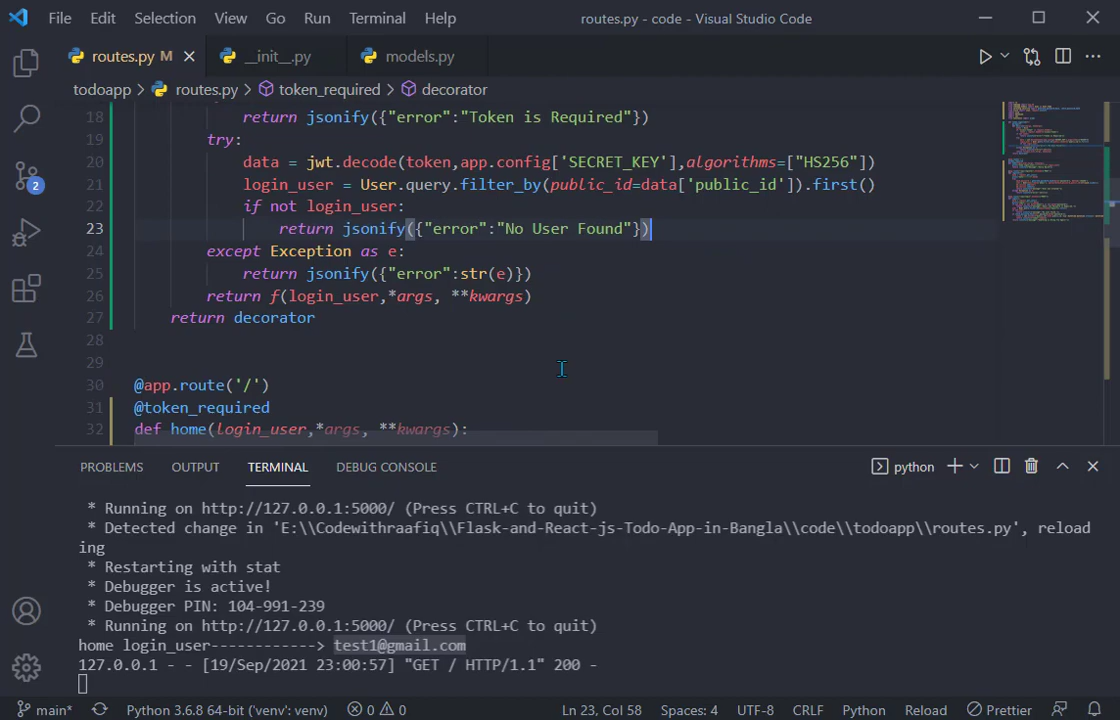 File Edit Selection View Go Run Terminal Help routes.py - code - Visual Studio Code
routes.py M __init__.py models.py
todoapp > routes.py > token_required > decorator
18 return jsonify({"error":"Token is Required"})
19 try:
20 data = jwt.decode(token,app.config['SECRET_KEY'],algorithms=["HS256"])
21 login_user = User.query.filter_by(public_id=data['public_id']).first()
22 if not login_user:
23 return jsonify({"error":"No User Found"})
24 except Exception as e:
25 return jsonify({"error":str(e)})
26 return f(login_user,*args, **kwargs)
27 return decorator
28
29
30 @app.route('/')
31 @token_required
32 def home(login_user,*args, **kwargs):
PROBLEMS OUTPUT TERMINAL DEBUG CONSOLE python
* Running on http://127.0.0.1:5000/ (Press CTRL+C to quit)
* Detected change in 'E:\\Codewithraafiq\\Flask-and-React-js-Todo-App-in-Bangla\\code\\todoapp\\routes.py', reload
ing
* Restarting with stat
* Debugger is active!
* Debugger PIN: 104-991-239
* Running on http://127.0.0.1:5000/ (Press CTRL+C to quit)
home login_user------------> test1@gmail.com
127.0.0.1 - - [19/Sep/2021 23:00:57] "GET / HTTP/1.1" 200 -
2
main* Python 3.6.8 64-bit ('venv': venv) 0 0 Ln 23, Col 58 Spaces: 4 UTF-8 CRLF Python Reload Prettier